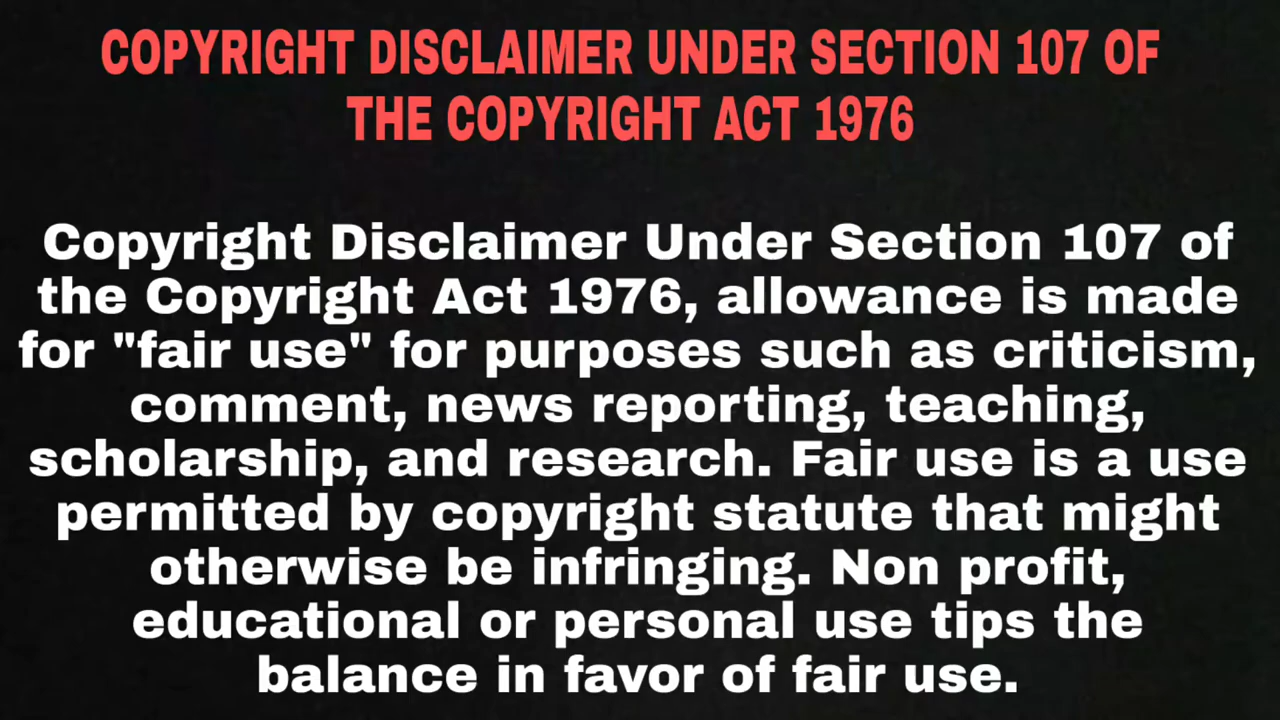 COPYRIGHT DISCLAIMER UNDER SECTION 107 OF
THE COPYRIGHT ACT 1976
Copyright Disclaimer Under Section 107 of
the Copyright Act 1976, allowance is made
for "fair use" for purposes such as criticism,
comment, news reporting, teaching,
scholarship, and research. Fair use is a use
permitted by copyright statute that might
otherwise be infringing. Non profit,
educational or personal use tips the
balance in favor of fair use.